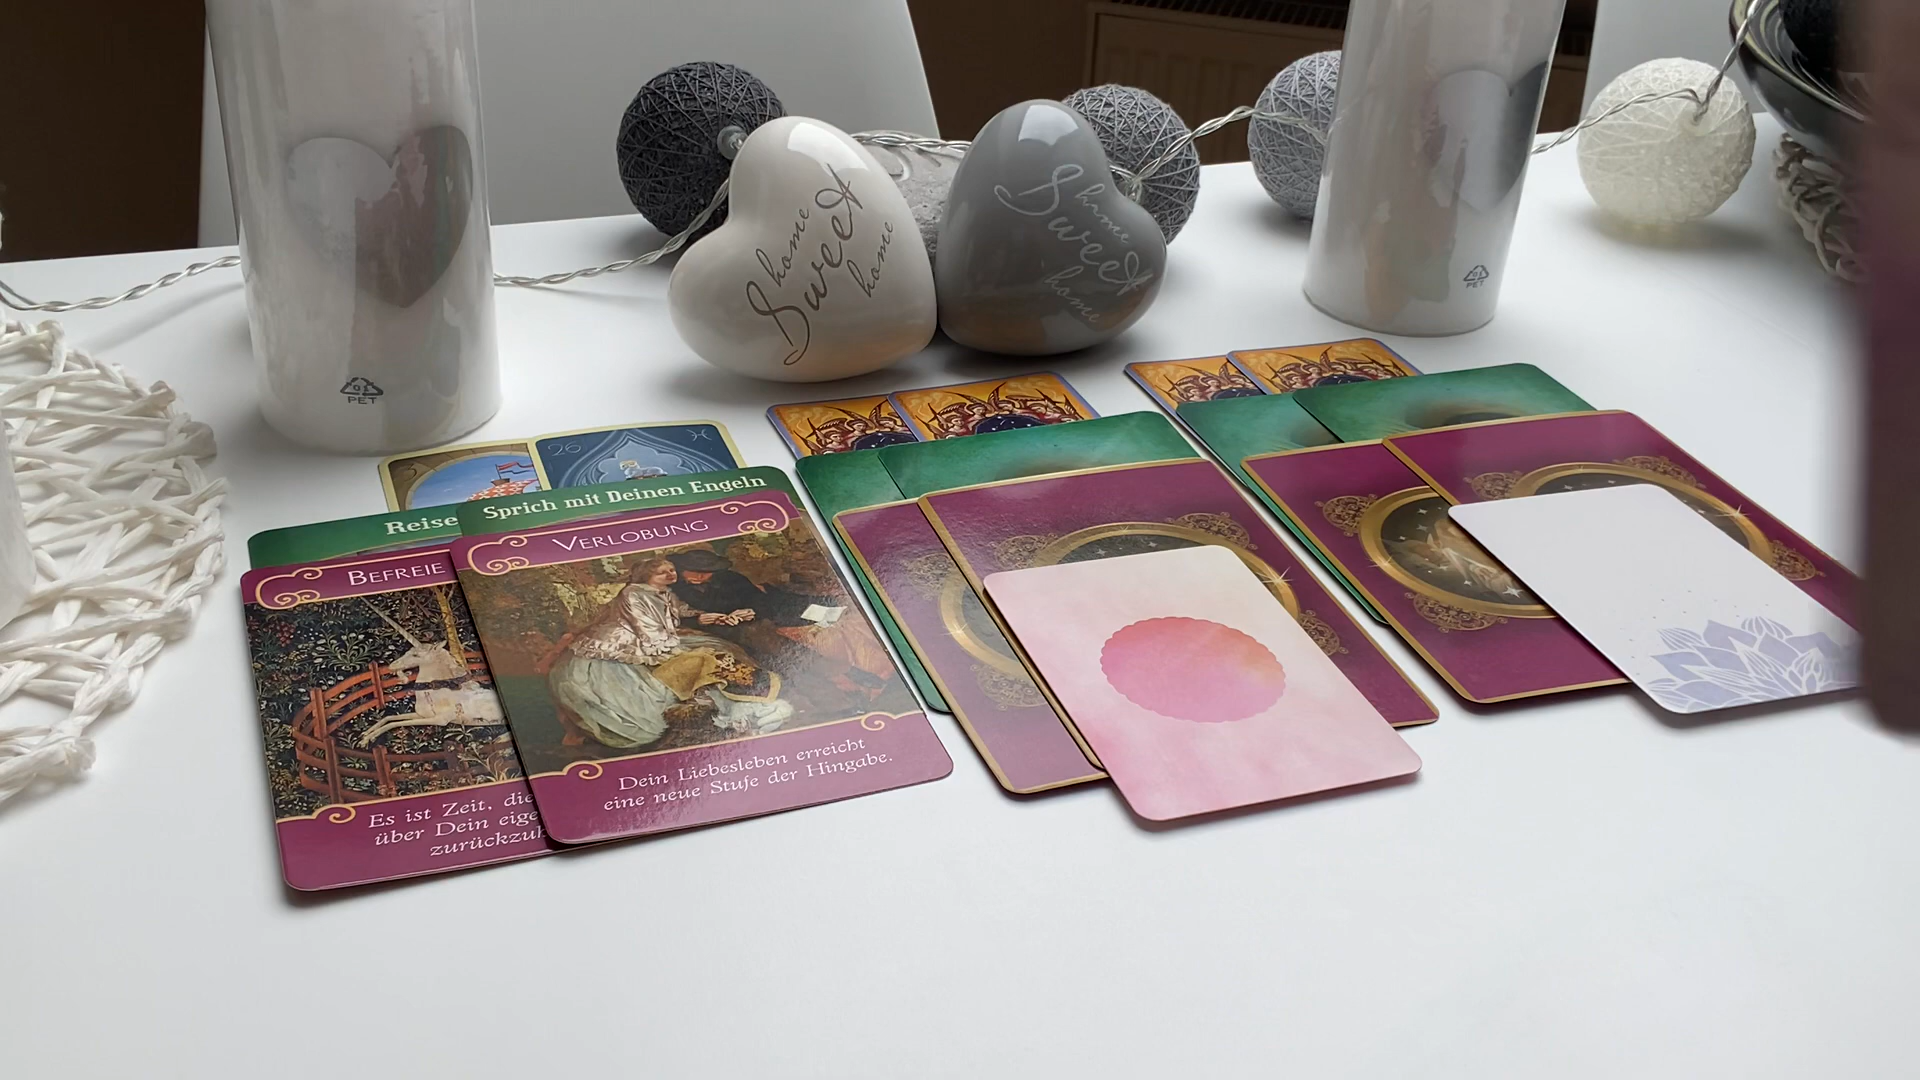 home
Sweet
home
home
Sweet
home
PET
PET
26
Reise
Sprich mit Deinen Engeln
BEFREIE
VERLOBUNG
Es ist Zeit, die
über Dein eige
zurückzu
Dein Liebesleben erreicht
eine neue Stufe der Hingabe.